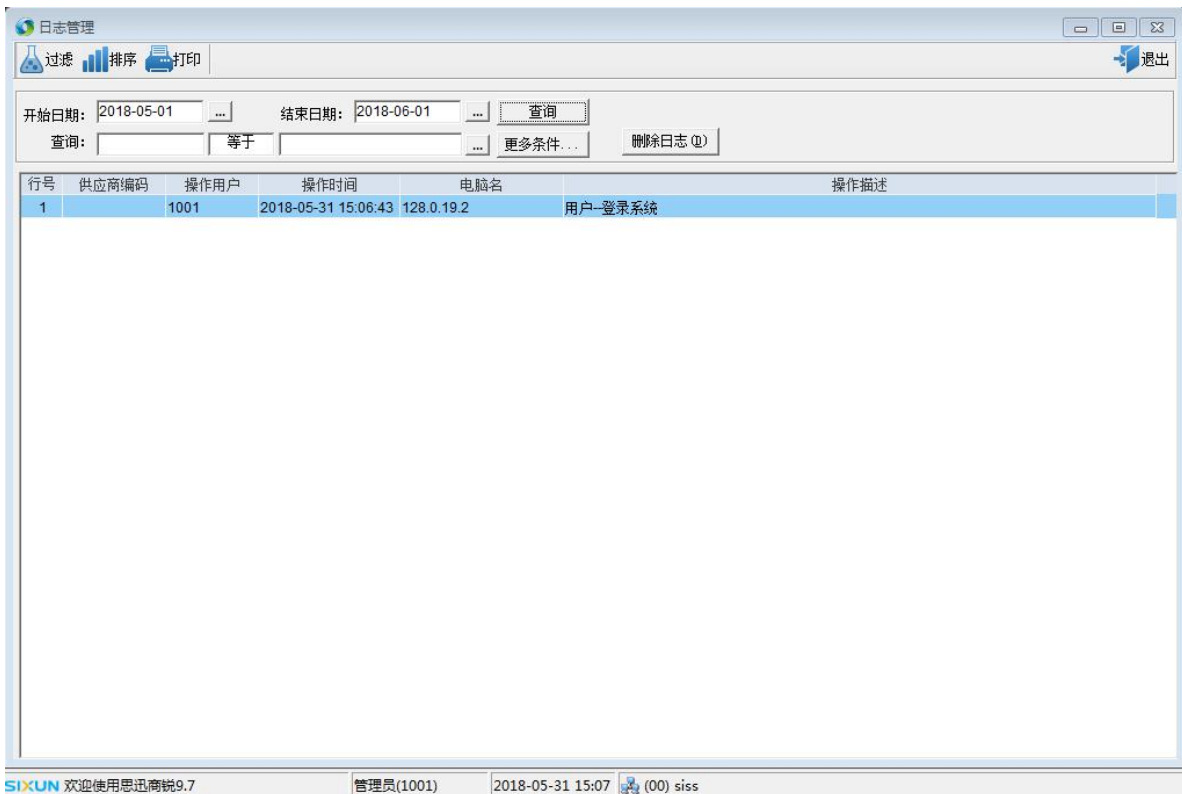 日志管理
过滤 排序 打印 退出
开始日期: 2018-05-01 ... 结束日期: 2018-06-01 ... 查询
查询: 等于 ... 更多条件... 删除日志(D)
行号 供应商编码 操作用户 操作时间 电脑名 操作描述
1 1001 2018-05-31 15:06:43 128.0.19.2 用户--登录系统
SIXUN 欢迎使用思迅商锐9.7 管理员(1001) 2018-05-31 15:07 (00) siss